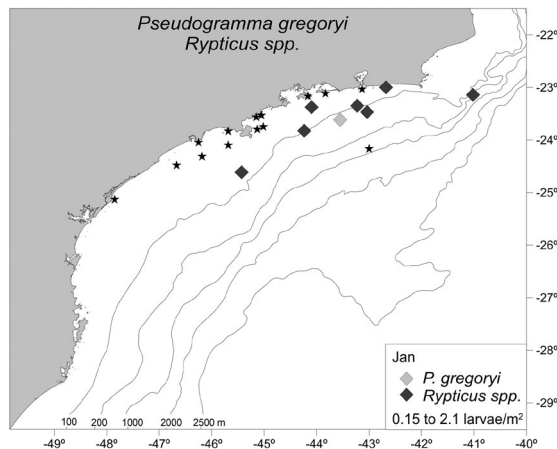 Pseudogramma gregoryi
Rypticus spp.
-22º
-23º
-24º
-25º
-26º
-27º
-28º
-29º
Jan
P. gregoryi
Rypticus spp.
0.15 to 2.1 larvae/m²
100 200 1000 2000 2500 m
-49º -48º -47º -46º -45º -44º -43º -42º -41º -40º